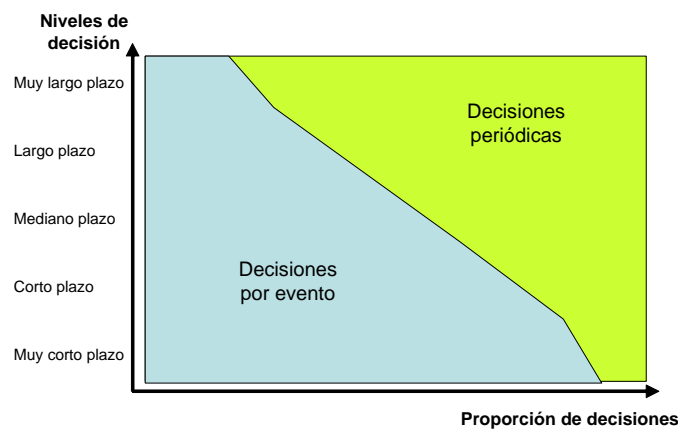 Niveles de
decisión
Muy largo plazo
Largo plazo
Mediano plazo
Corto plazo
Muy corto plazo
Decisiones
periódicas
Decisiones
por evento
Proporción de decisiones